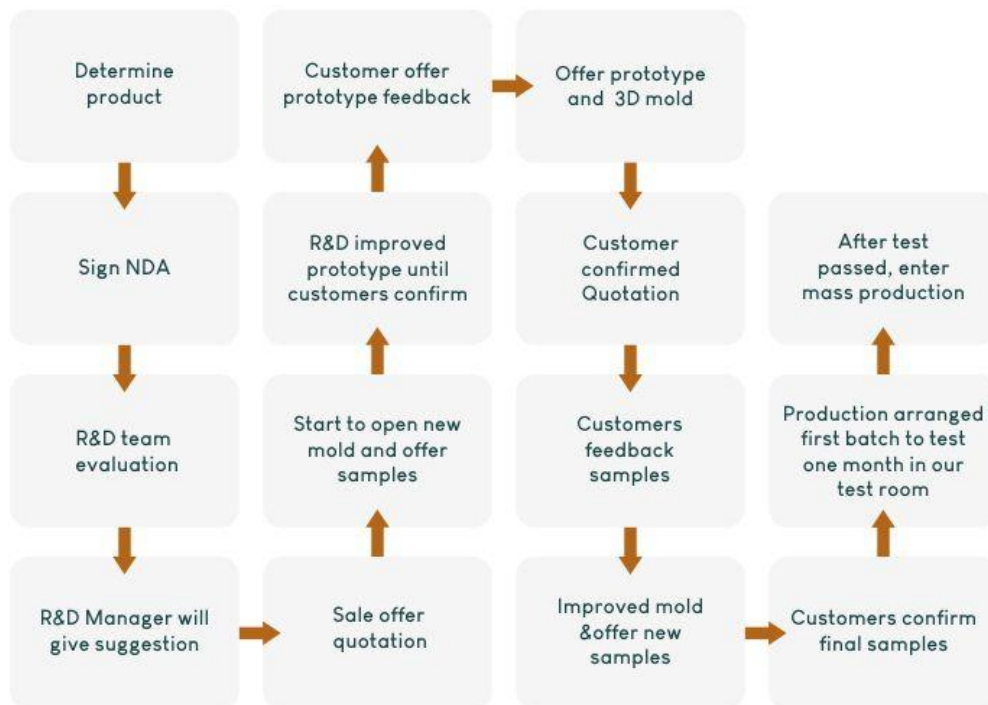 Determine
product
Sign NDA
R&D team
evaluation
R&D Manager will
give suggestion
Sale offer
quotation
Start to open new
mold and offer
samples
R&D improved
prototype until
customers confirm
Customer offer
prototype feedback
Offer prototype
and 3D mold
Customer
confirmed
Quotation
Customers
feedback
samples
Improved mold
&offer new
samples
Customers confirm
final samples
Production arranged
first batch to test
one month in our
test room
After test
passed, enter
mass production